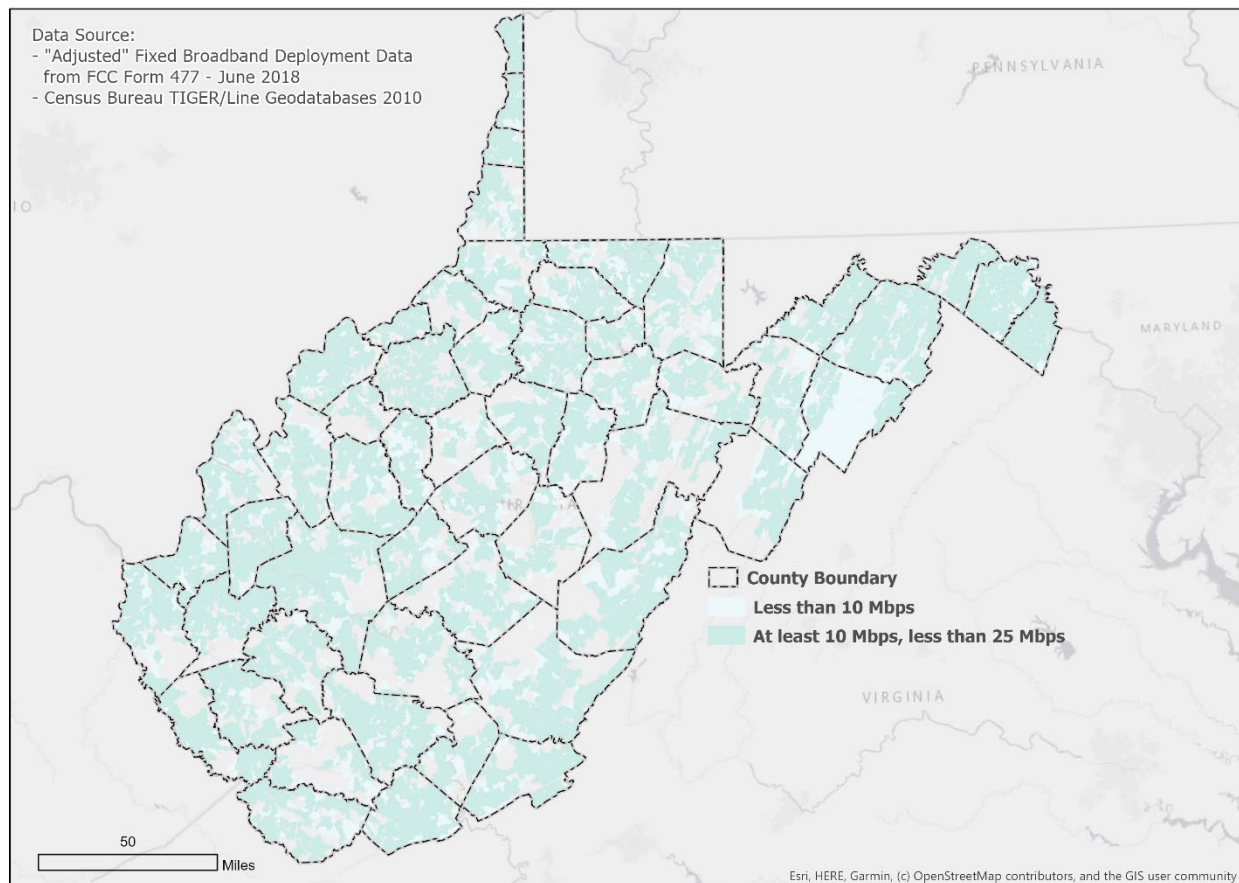 Data Source:
- "Adjusted" Fixed Broadband Deployment Data
from FCC Form 477 - June 2018
- Census Bureau TIGER/Line Geodatabases 2010
PENNSYLVANIA
IO
MARYLAND
County Boundary
Less than 10 Mbps
At least 10 Mbps, less than 25 Mbps
VIRGINIA
50
Miles
Esri, HERE, Garmin, (c) OpenStreetMap contributors, and the GIS user community